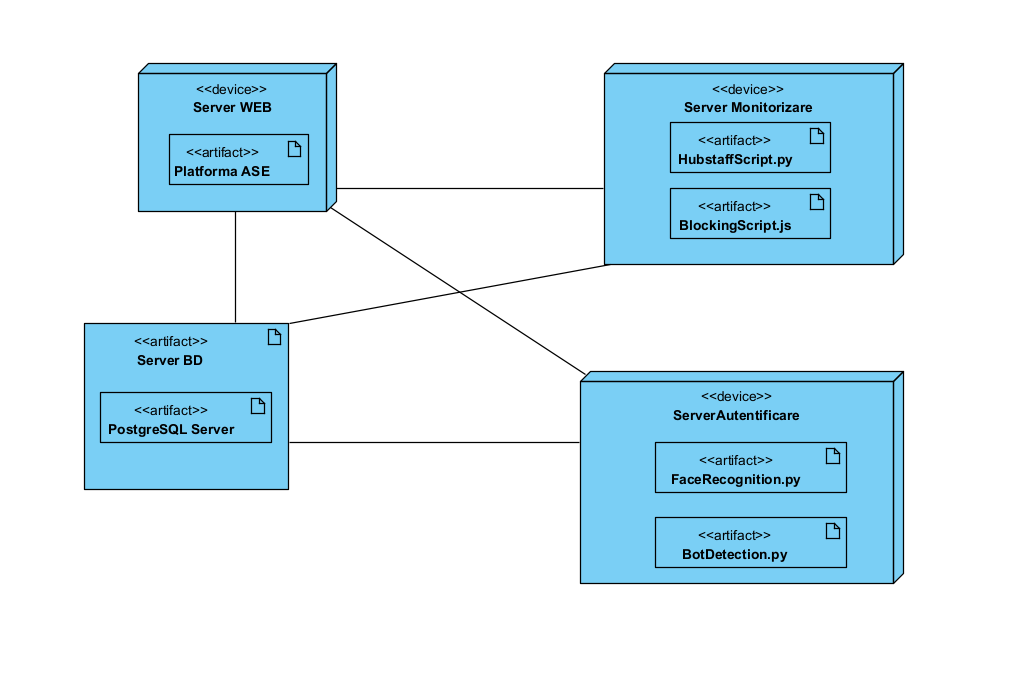 <<device>>
Server WEB
<<artifact>>
Platforma ASE
<<device>>
Server Monitorizare
<<artifact>>
HubstaffScript.py
<<artifact>>
BlockingScript.js
<<artifact>>
Server BD
<<artifact>>
PostgreSQL Server
<<device>>
ServerAutentificare
<<artifact>>
FaceRecognition.py
<<artifact>>
BotDetection.py